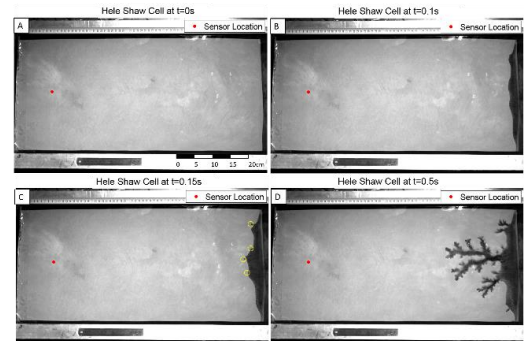 Hele Shaw Cell at t=0s
A
Sensor Location
0 5 10 15 20cm
Hele Shaw Cell at t=0.1s
B
Sensor Location
Hele Shaw Cell at t=0.15s
C
Sensor Location
Hele Shaw Cell at t=0.5s
D
Sensor Location